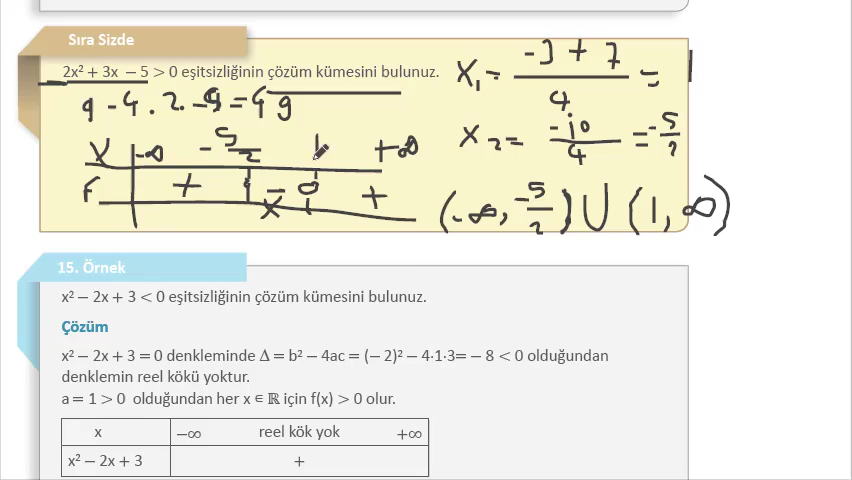 Sıra Sizde
2x² + 3x – 5 > 0 eşitsizliğinin çözüm kümesini bulunuz.
x₁ = (-3 + 7)/4 = 1
9 - 4 . 2 . -5 = 49
x₂ = -10/4 = -5/2
x -∞ -5/2 1 +∞
F + - 0 +
(-∞, -5/2) ∪ (1, ∞)
15. Örnek
x² – 2x + 3 < 0 eşitsizliğinin çözüm kümesini bulunuz.
Çözüm
x² – 2x + 3 = 0 denkleminde Δ = b² – 4ac = (– 2)² – 4·1·3= – 8 < 0 olduğundan
denklemin reel kökü yoktur.
a = 1 > 0 olduğundan her x ∈ ℝ için f(x) > 0 olur.
x –∞ reel kök yok +∞
x² – 2x + 3 +